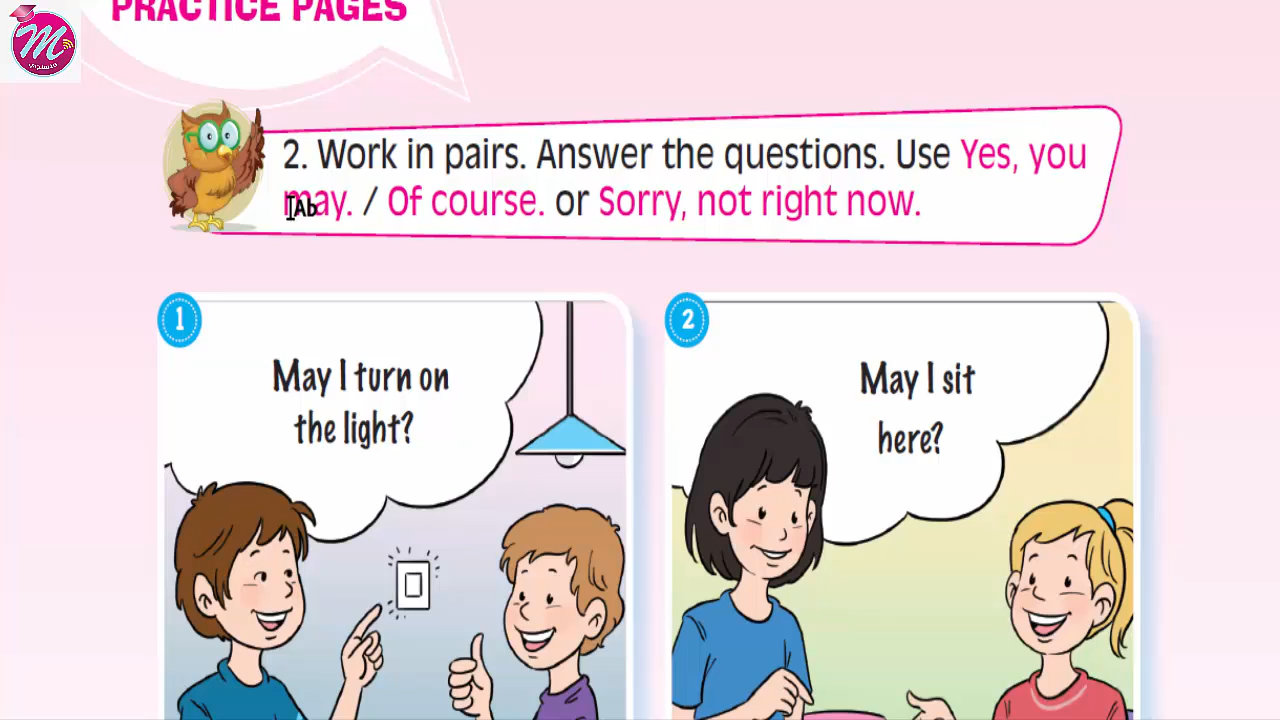 PRACTICE PAGES
2. Work in pairs. Answer the questions. Use Yes, you
may. / Of course. or Sorry, not right now.
Ab
1
May I turn on
the light?
2
May I sit
here?